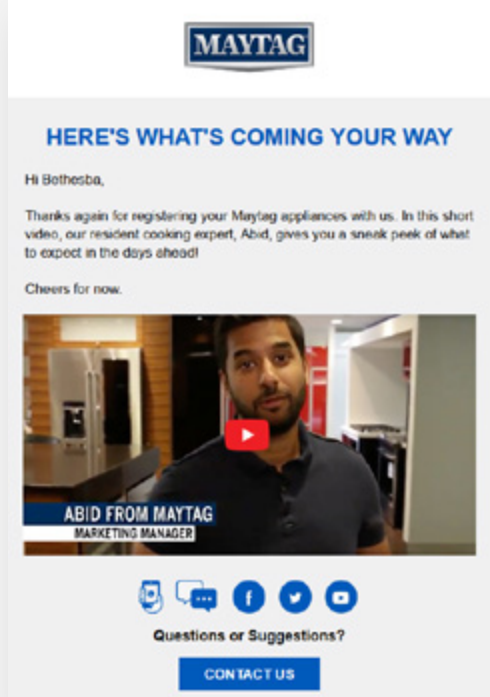 MAYTAG
HERE'S WHAT'S COMING YOUR WAY
Hi Bethesba,
Thanks again for registering your Maytag appliances with us. In this short
video, our resident cooking expert, Abid, gives you a sneak peek of what
to expect in the days ahead!
Cheers for now.
ABID FROM MAYTAG
MARKETING MANAGER
Questions or Suggestions?
CONTACT US